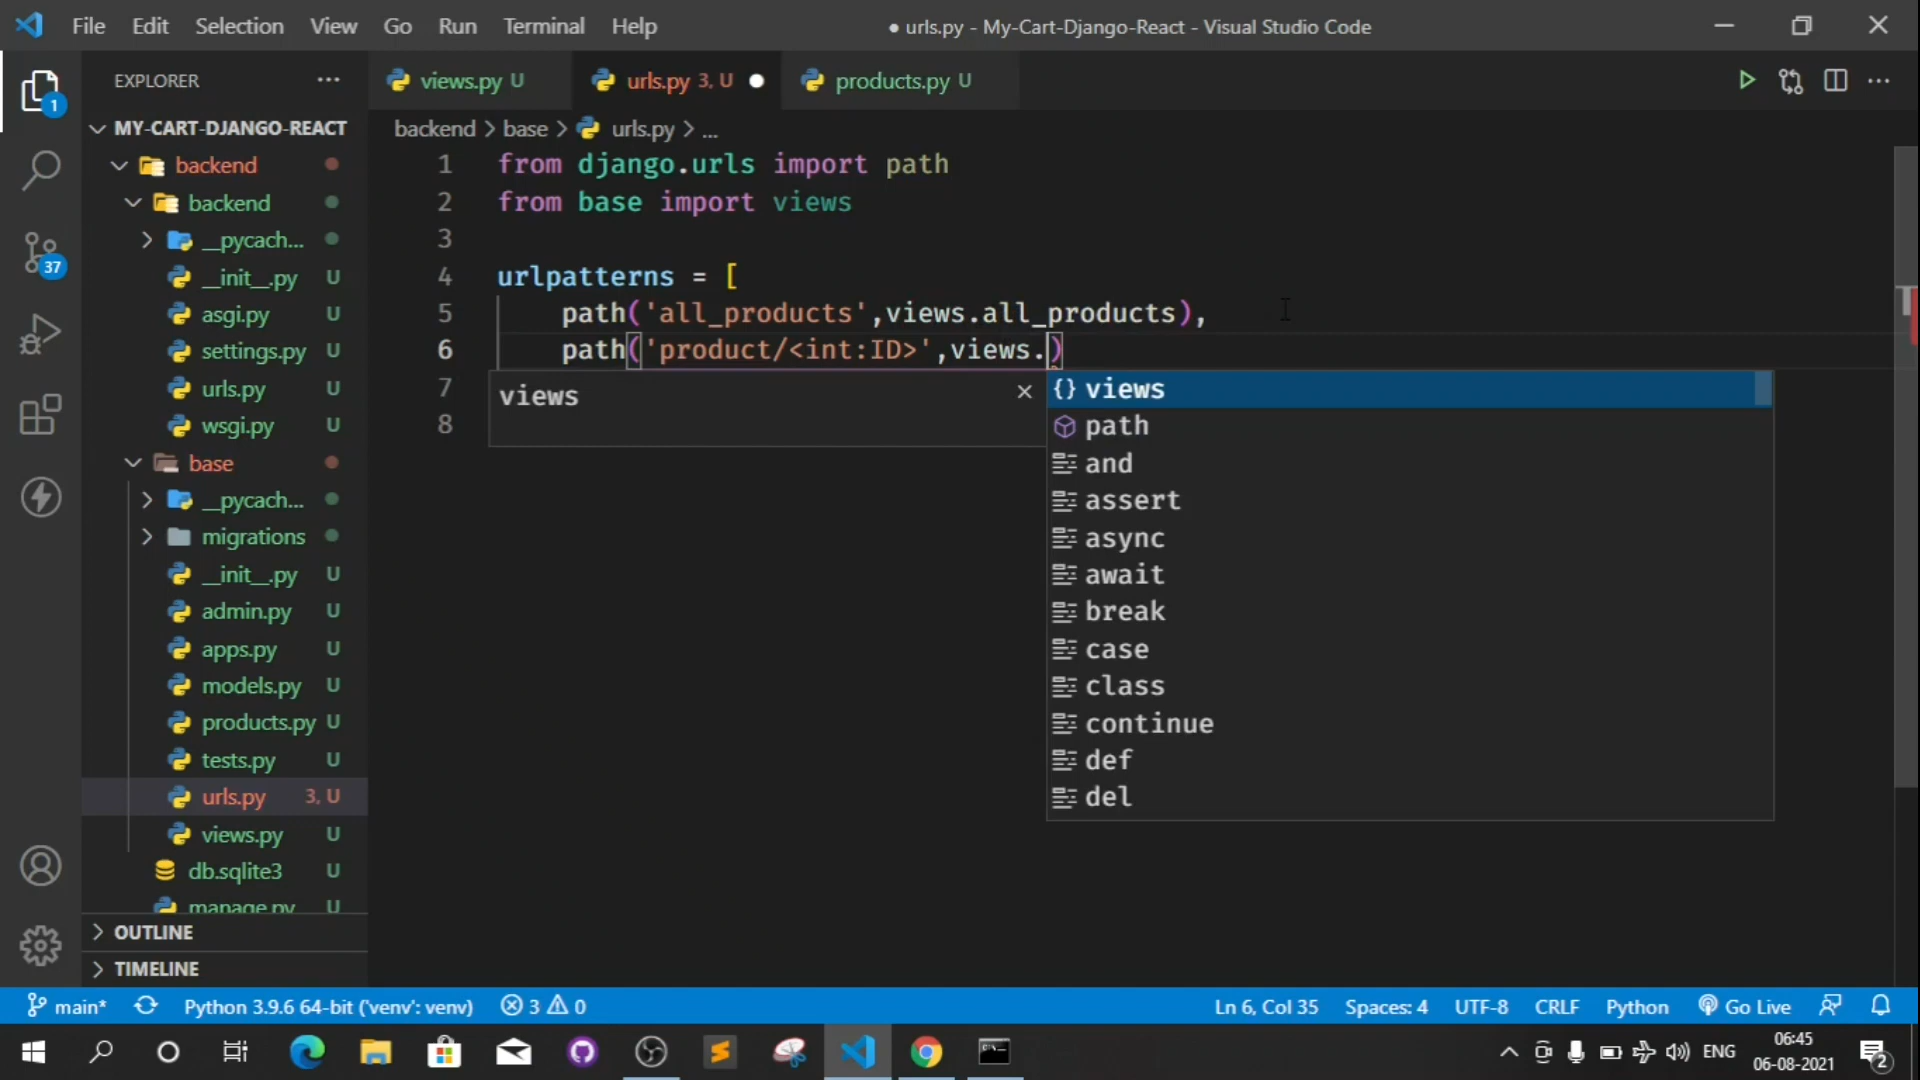 File Edit Selection View Go Run Terminal Help
● urls.py - My-Cart-Django-React - Visual Studio Code
EXPLORER ···
views.py U
urls.py 3, U ●
products.py U
···
1
MY-CART-DJANGO-REACT
backend > base > urls.py > ...
backend
backend
__pycach...
__init__.py U
asgi.py U
settings.py U
urls.py U
wsgi.py U
base
__pycach...
migrations
__init__.py U
admin.py U
apps.py U
models.py U
products.py U
tests.py U
urls.py 3, U
views.py U
db.sqlite3 U
manage.py U
OUTLINE
TIMELINE
37
1 from django.urls import path
2 from base import views
3
4 urlpatterns = [
5 path('all_products',views.all_products),
6 path('product/<int:ID>',views.)
7
8
views ×
{} views
path
and
assert
async
await
break
case
class
continue
def
del
main* Python 3.9.6 64-bit ('venv': venv) 3 0 Ln 6, Col 35 Spaces: 4 UTF-8 CRLF Python Go Live
ENG 06:45
06-08-2021
2